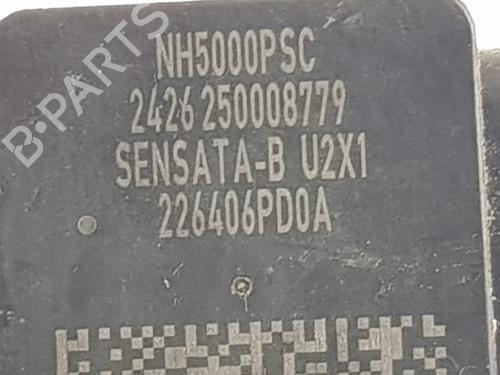 B-PARTS
NH5000PSC
2426 250008779
SENSATA-B U2X1
226406PD0A